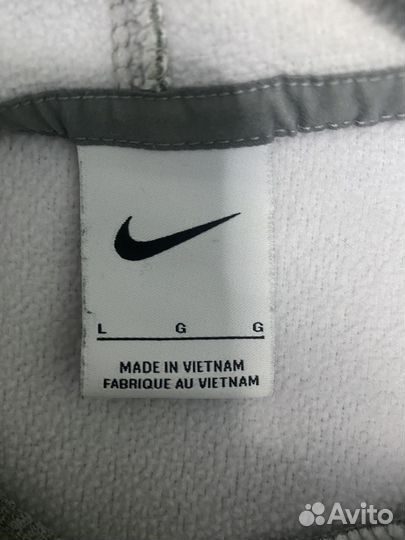 L G G
MADE IN VIETNAM
FABRIQUE AU VIETNAM
Avito